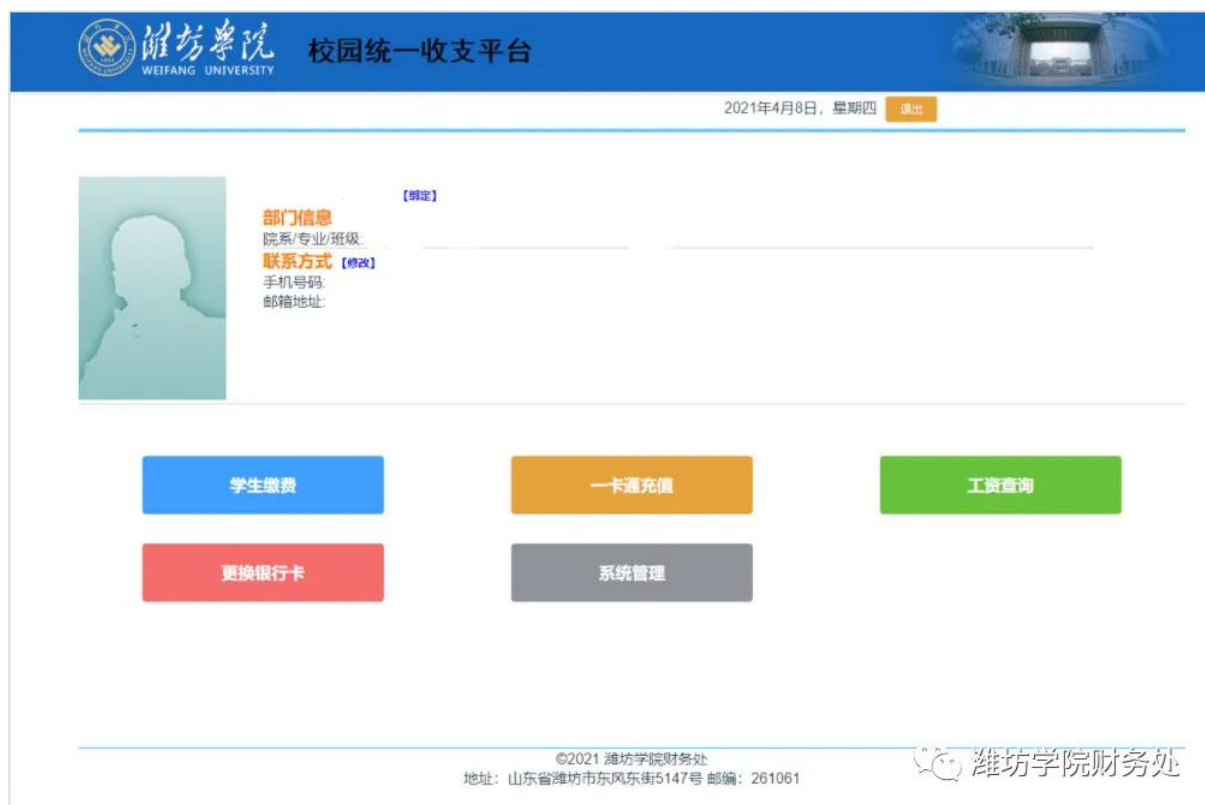 潍坊学院
WEIFANG UNIVERSITY
校园统一收支平台
2021年4月8日，星期四 退出
【绑定】
部门信息
院系/专业/班级:
联系方式【修改】
手机号码:
邮箱地址:
学生缴费
一卡通充值
工资查询
更换银行卡
系统管理
©2021 潍坊学院财务处
地址：山东省潍坊市东风东街5147号 邮编：261061
潍坊学院财务处